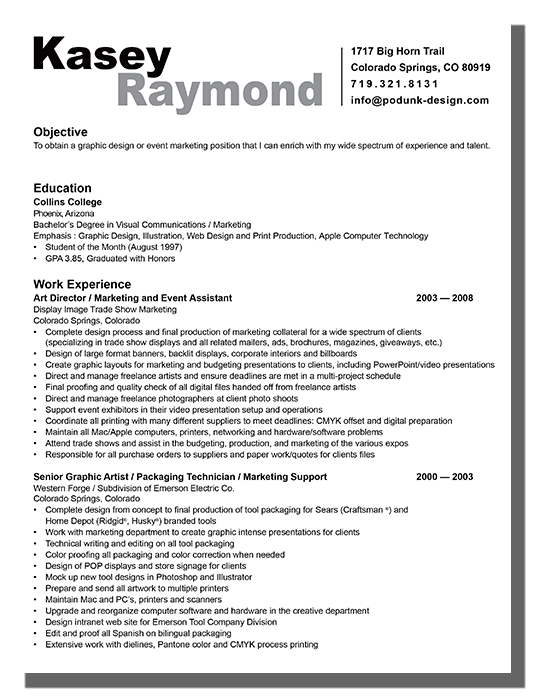 Kasey
Raymond
1717 Big Horn Trail
Colorado Springs, CO 80919
719.321.8131
info@podunk-design.com
Objective
To obtain a graphic design or event marketing position that I can enrich with my wide spectrum of experience and talent.
Education
Collins College
Phoenix, Arizona
Bachelor's Degree in Visual Communications / Marketing
Emphasis : Graphic Design, Illustration, Web Design and Print Production, Apple Computer Technology
• Student of the Month (August 1997)
• GPA 3.85, Graduated with Honors
Work Experience
Art Director / Marketing and Event Assistant 2003 — 2008
Display Image Trade Show Marketing
Colorado Springs, Colorado
• Complete design process and final production of marketing collateral for a wide spectrum of clients
(specializing in trade show displays and all related mailers, ads, brochures, magazines, giveaways, etc.)
• Design of large format banners, backlit displays, corporate interiors and billboards
• Create graphic layouts for marketing and budgeting presentations to clients, including PowerPoint/video presentations
• Direct and manage freelance artists and ensure deadlines are met in a multi-project schedule
• Final proofing and quality check of all digital files handed off from freelance artists
• Direct and manage freelance photographers at client photo shoots
• Support event exhibitors in their video presentation setup and operations
• Coordinate all printing with many different suppliers to meet deadlines: CMYK offset and digital preparation
• Maintain all Mac/Apple computers, printers, networking and hardware/software problems
• Attend trade shows and assist in the budgeting, production, and marketing of the various expos
• Responsible for all purchase orders to suppliers and paper work/quotes for clients files
Senior Graphic Artist / Packaging Technician / Marketing Support 2000 — 2003
Western Forge / Subdivision of Emerson Electric Co.
Colorado Springs, Colorado
• Complete design from concept to final production of tool packaging for Sears (Craftsman ®) and
Home Depot (Ridgid®, Husky®) branded tools
• Work with marketing department to create graphic intense presentations for clients
• Technical writing and editing on all tool packaging
• Color proofing all packaging and color correction when needed
• Design of POP displays and store signage for clients
• Mock up new tool designs in Photoshop and Illustrator
• Prepare and send all artwork to multiple printers
• Maintain Mac and PC's, printers and scanners
• Upgrade and reorganize computer software and hardware in the creative department
• Design intranet web site for Emerson Tool Company Division
• Edit and proof all Spanish on bilingual packaging
• Extensive work with dielines, Pantone color and CMYK process printing